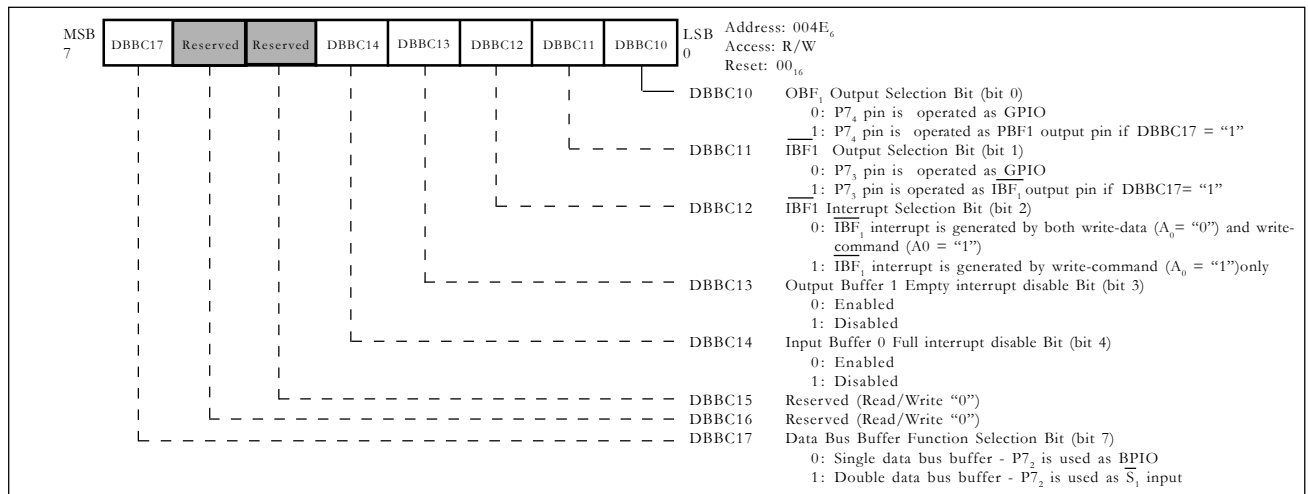 MSB
7
DBBC17 Reserved Reserved DBBC14 DBBC13 DBBC12 DBBC11 DBBC10
LSB
0
Address: 004E₆
Access: R/W
Reset: 00₁₆
DBBC10 OBF₁ Output Selection Bit (bit 0)
0: P7₄ pin is operated as GPIO
1: P7₄ pin is operated as PBF1 output pin if DBBC17 = “1”
DBBC11 I̅B̅F̅1 Output Selection Bit (bit 1)
0: P7₃ pin is operated as GPIO
1: P7₃ pin is operated as I̅B̅F̅₁ output pin if DBBC17= “1”
DBBC12 I̅B̅F̅1 Interrupt Selection Bit (bit 2)
0: I̅B̅F̅₁ interrupt is generated by both write-data (A₀= “0”) and write-
command (A0 = “1”)
1: I̅B̅F̅₁ interrupt is generated by write-command (A₀ = “1”)only
DBBC13 Output Buffer 1 Empty interrupt disable Bit (bit 3)
0: Enabled
1: Disabled
DBBC14 Input Buffer 0 Full interrupt disable Bit (bit 4)
0: Enabled
1: Disabled
DBBC15 Reserved (Read/Write “0”)
DBBC16 Reserved (Read/Write “0”)
DBBC17 Data Bus Buffer Function Selection Bit (bit 7)
0: Single data bus buffer - P7₂ is used as BPIO
1: Double data bus buffer - P7₂ is used as S̅₁ input